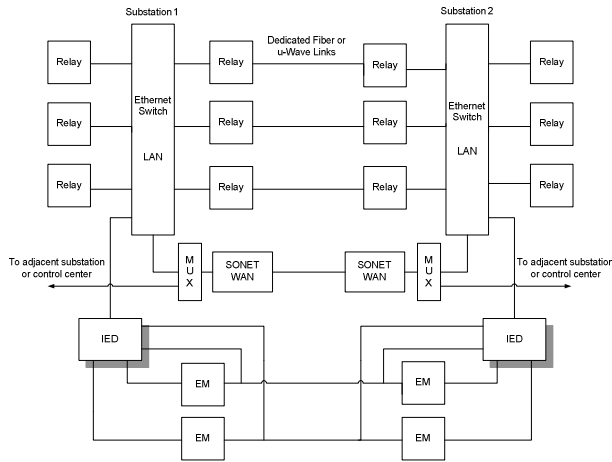 Substation 1
Substation 2
Dedicated Fiber or
u-Wave Links
Relay
Relay
Relay
Relay
Ethernet
Switch
LAN
Ethernet
Switch
LAN
Relay
Relay
Relay
Relay
Relay
Relay
Relay
Relay
To adjacent substation
or control center
M
U
X
SONET
WAN
SONET
WAN
M
U
X
To adjacent substation
or control center
IED
IED
EM
EM
EM
EM